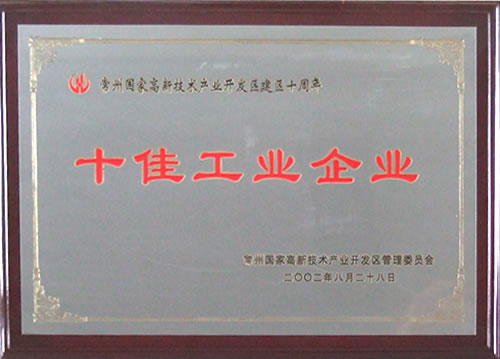 常州国家高新技术产业开发区建区十周年
十佳工业企业
常州国家高新技术产业开发区管理委员会
二〇〇二年八月二十八日